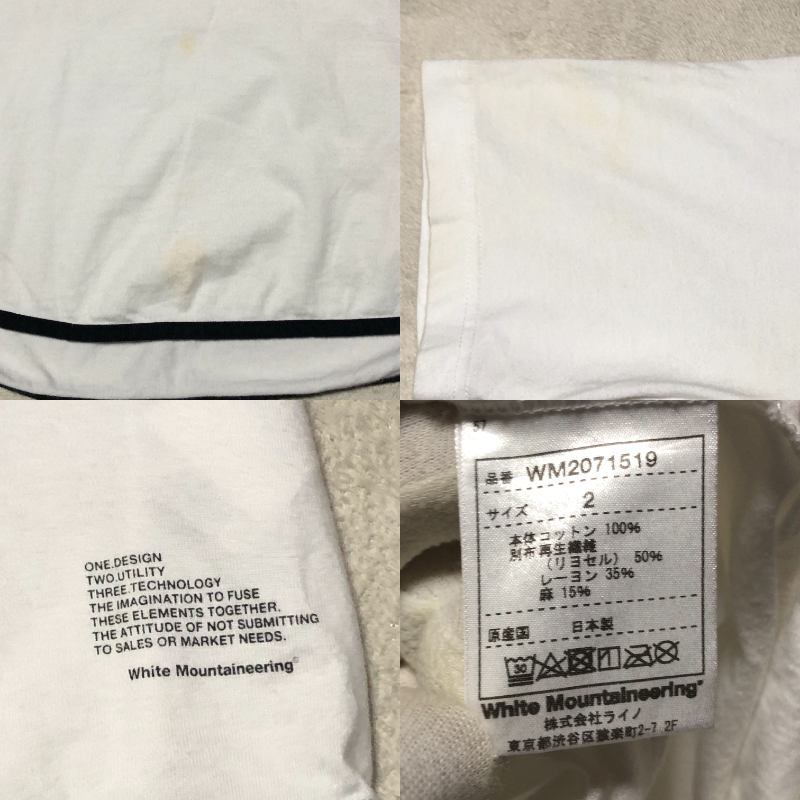 ONE.DESIGN
TWO.UTILITY
THREE.TECHNOLOGY
THE IMAGINATION TO FUSE
THESE ELEMENTS TOGETHER.
THE ATTITUDE OF NOT SUBMITTING
TO SALES OR MARKET NEEDS.
White Mountaineering®
57
品番 WM2071519
サイズ 2
本体コットン 100%
別布再生繊維
(リヨセル) 50%
レーヨン 35%
麻 15%
原産国 日本製
30
White Mountaineering®
株式会社ライノ
東京都渋谷区猿楽町2-7 2F